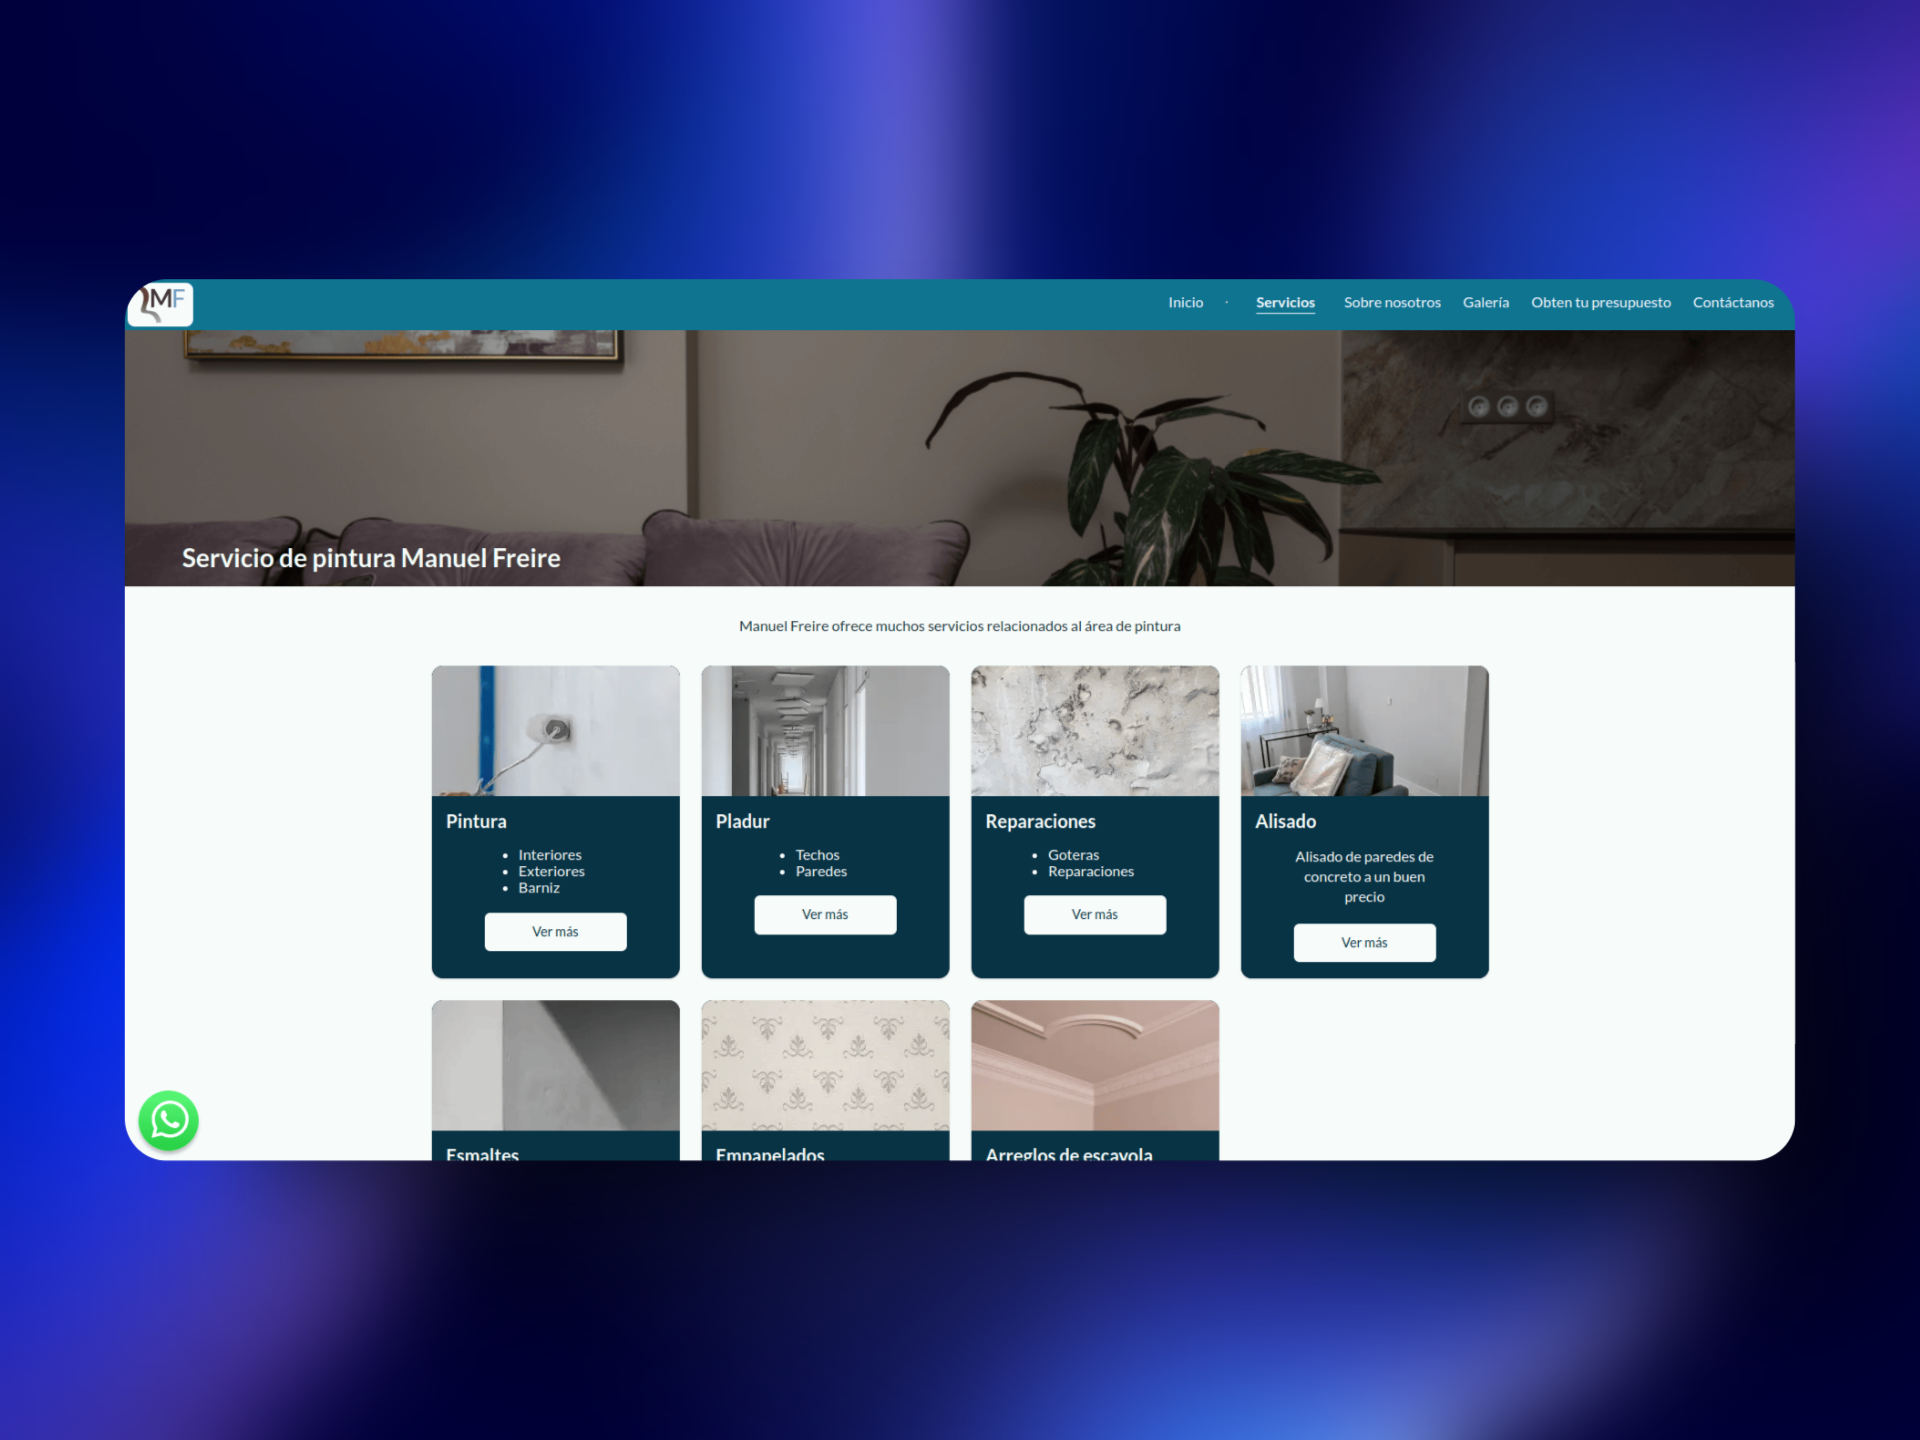 MF
Inicio · Servicios Sobre nosotros Galería Obten tu presupuesto Contáctanos
Servicio de pintura Manuel Freire
Manuel Freire ofrece muchos servicios relacionados al área de pintura
Pintura
• Interiores
• Exteriores
• Barniz
Ver más
Pladur
• Techos
• Paredes
Ver más
Reparaciones
• Goteras
• Reparaciones
Ver más
Alisado
Alisado de paredes de
concreto a un buen
precio
Ver más
Esmaltes
Empapelados
Arreglos de escayola